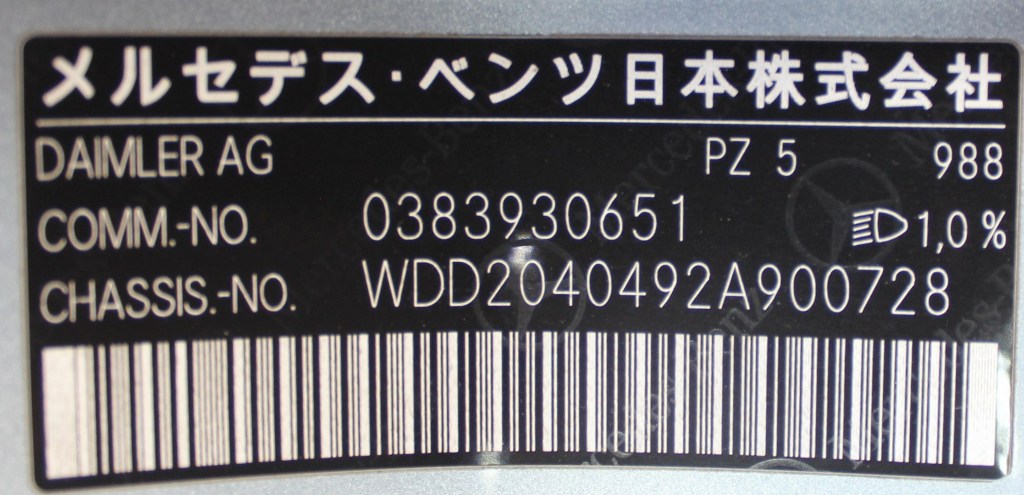 メルセデス・ベンツ日本株式会社
DAIMLER AG PZ 5 988
COMM.-NO. 0383930651 1,0 %
CHASSIS.-NO. WDD2040492A900728